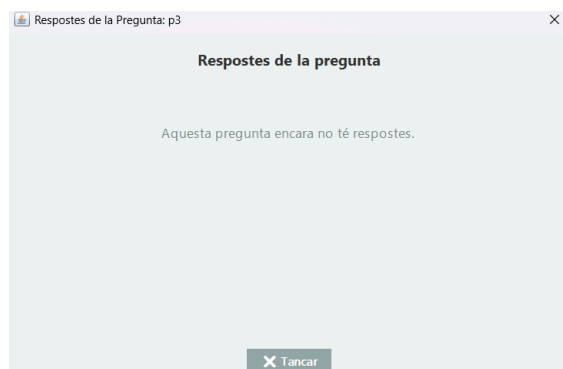 Respostes de la Pregunta: p3
Respostes de la pregunta
Aquesta pregunta encara no té respostes.
Tancar